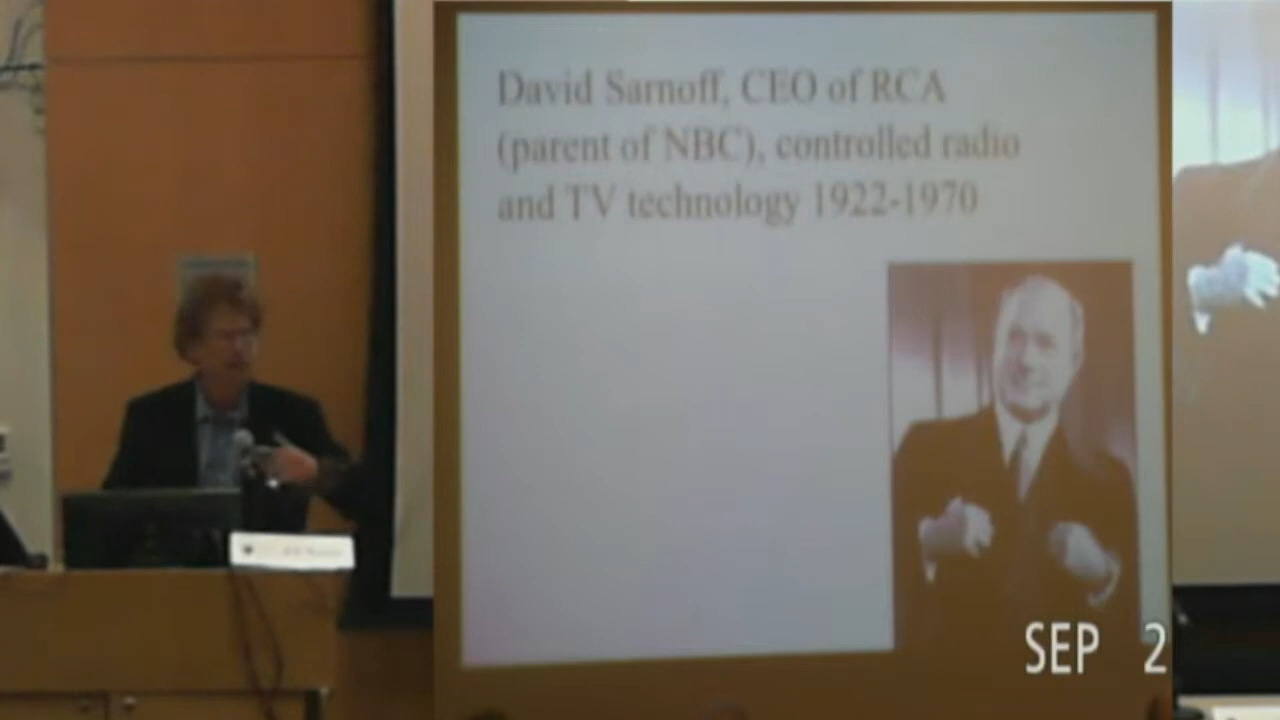 David Sarnoff, CEO of RCA
(parent of NBC), controlled radio
and TV technology 1922-1970
SEP 2